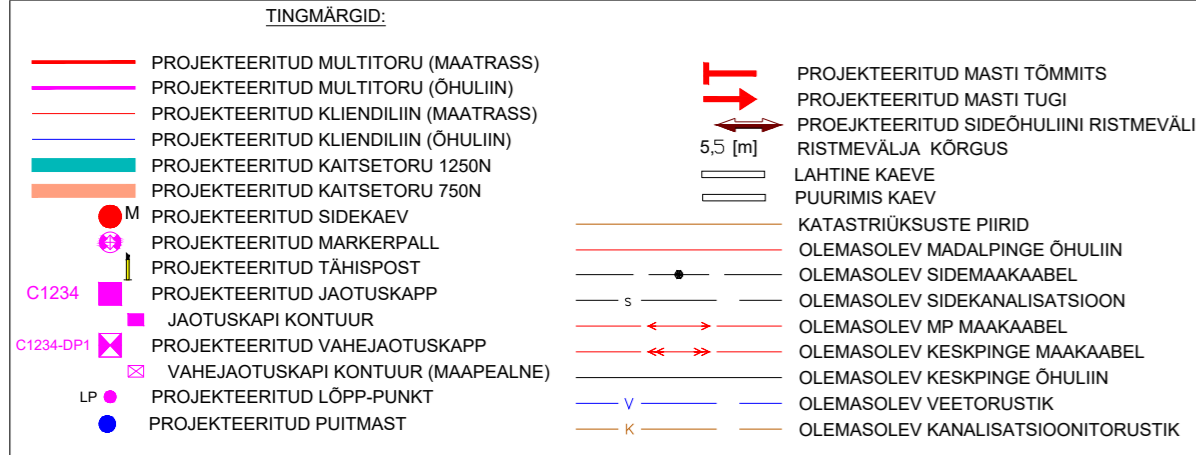 TINGMÄRGID:
PROJEKTEERITUD MULTITORU (MAATRASS)
PROJEKTEERITUD MULTITORU (ÕHULIIN)
PROJEKTEERITUD KLIENDILIIN (MAATRASS)
PROJEKTEERITUD KLIENDILIIN (ÕHULIIN)
PROJEKTEERITUD KAITSETORU 1250N
PROJEKTEERITUD KAITSETORU 750N
M PROJEKTEERITUD SIDEKAEV
PROJEKTEERITUD MARKERPALL
PROJEKTEERITUD TÄHISPOST
C1234 PROJEKTEERITUD JAOTUSKAPP
JAOTUSKAPI KONTUUR
C1234-DP1 PROJEKTEERITUD VAHEJAOTUSKAPP
VAHEJAOTUSKAPI KONTUUR (MAAPEALNE)
LP PROJEKTEERITUD LÕPP-PUNKT
PROJEKTEERITUD PUITMAST
PROJEKTEERITUD MASTI TÕMMITS
PROJEKTEERITUD MASTI TUGI
PROEJKTEERITUD SIDEÕHULIINI RISTMEVÄLI
5,5 [m] RISTMEVÄLJA KÕRGUS
LAHTINE KAEVE
PUURIMIS KAEV
KATASTRIÜKSUSTE PIIRID
OLEMASOLEV MADALPINGE ÕHULIIN
OLEMASOLEV SIDEMAAKAABEL
S OLEMASOLEV SIDEKANALISATSIOON
OLEMASOLEV MP MAAKAABEL
OLEMASOLEV KESKPINGE MAAKAABEL
OLEMASOLEV KESKPINGE ÕHULIIN
V OLEMASOLEV VEETORUSTIK
K OLEMASOLEV KANALISATSIOONITORUSTIK